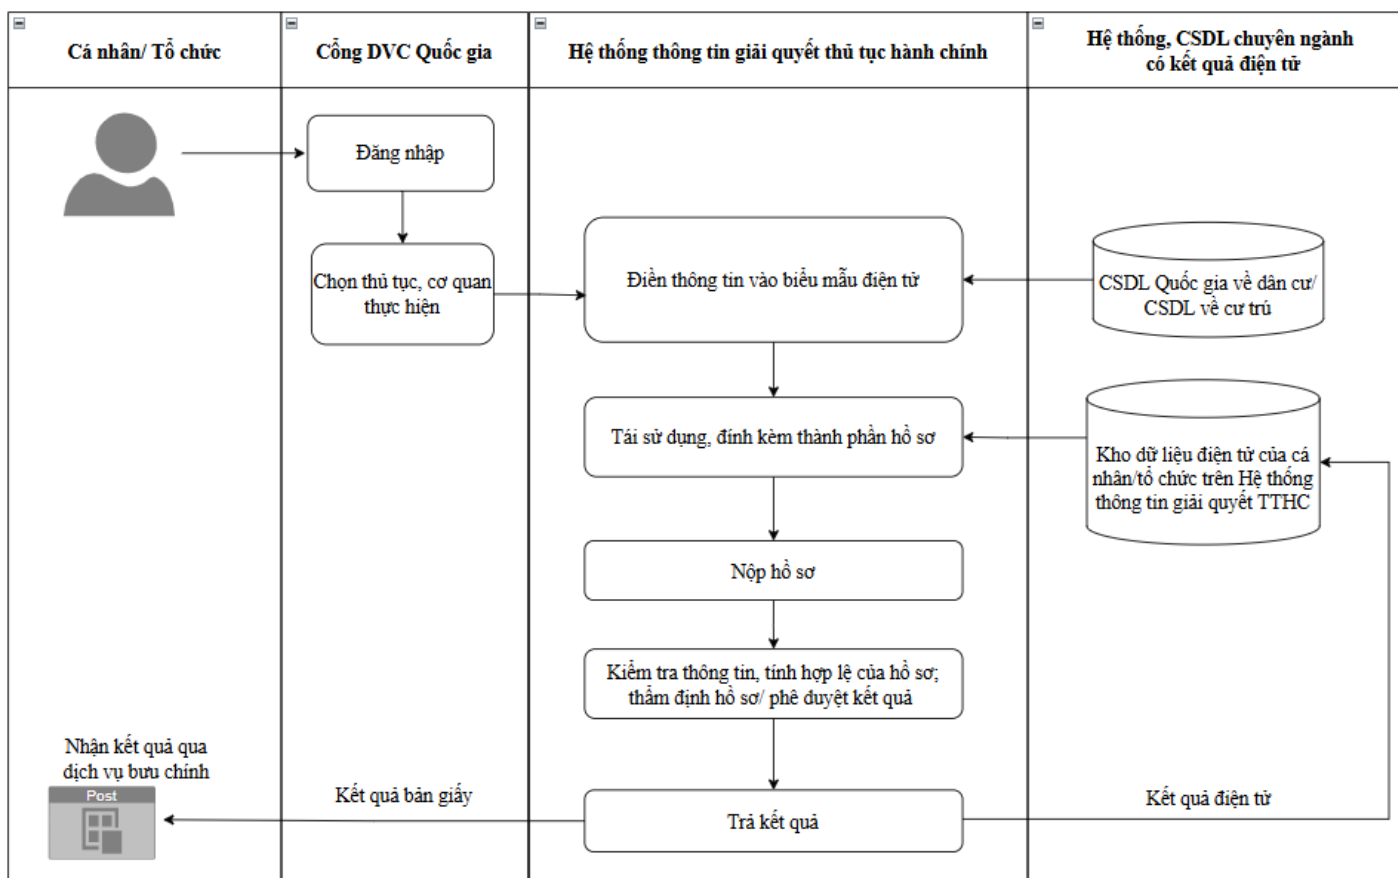 Cá nhân/ Tổ chức
Cổng DVC Quốc gia
Hệ thống thông tin giải quyết thủ tục hành chính
Hệ thống, CSDL chuyên ngành
có kết quả điện tử
Đăng nhập
Chọn thủ tục, cơ quan
thực hiện
Điền thông tin vào biểu mẫu điện tử
CSDL Quốc gia về dân cư/
CSDL về cư trú
Tái sử dụng, đính kèm thành phần hồ sơ
Kho dữ liệu điện tử của cá
nhân/tổ chức trên Hệ thống
thông tin giải quyết TTHC
Nộp hồ sơ
Kiểm tra thông tin, tính hợp lệ của hồ sơ;
thẩm định hồ sơ/ phê duyệt kết quả
Nhận kết quả qua
dịch vụ bưu chính
Post
Kết quả bản giấy
Trả kết quả
Kết quả điện tử